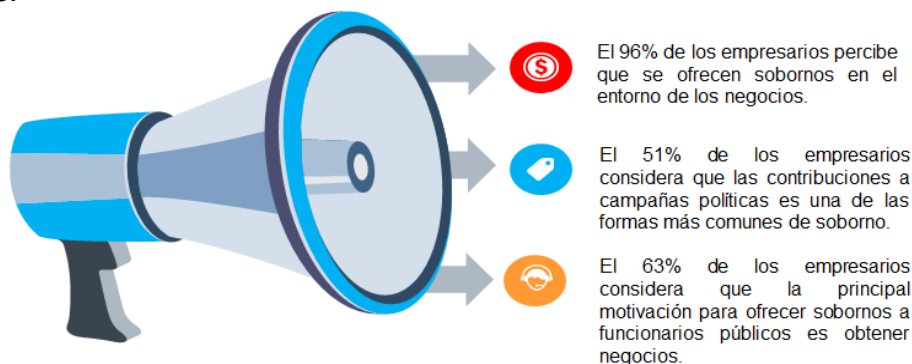 El 96% de los empresarios percibe
que se ofrecen sobornos en el
entorno de los negocios.
El 51% de los empresarios
considera que las contribuciones a
campañas políticas es una de las
formas más comunes de soborno.
El 63% de los empresarios
considera que la principal
motivación para ofrecer sobornos a
funcionarios públicos es obtener
negocios.